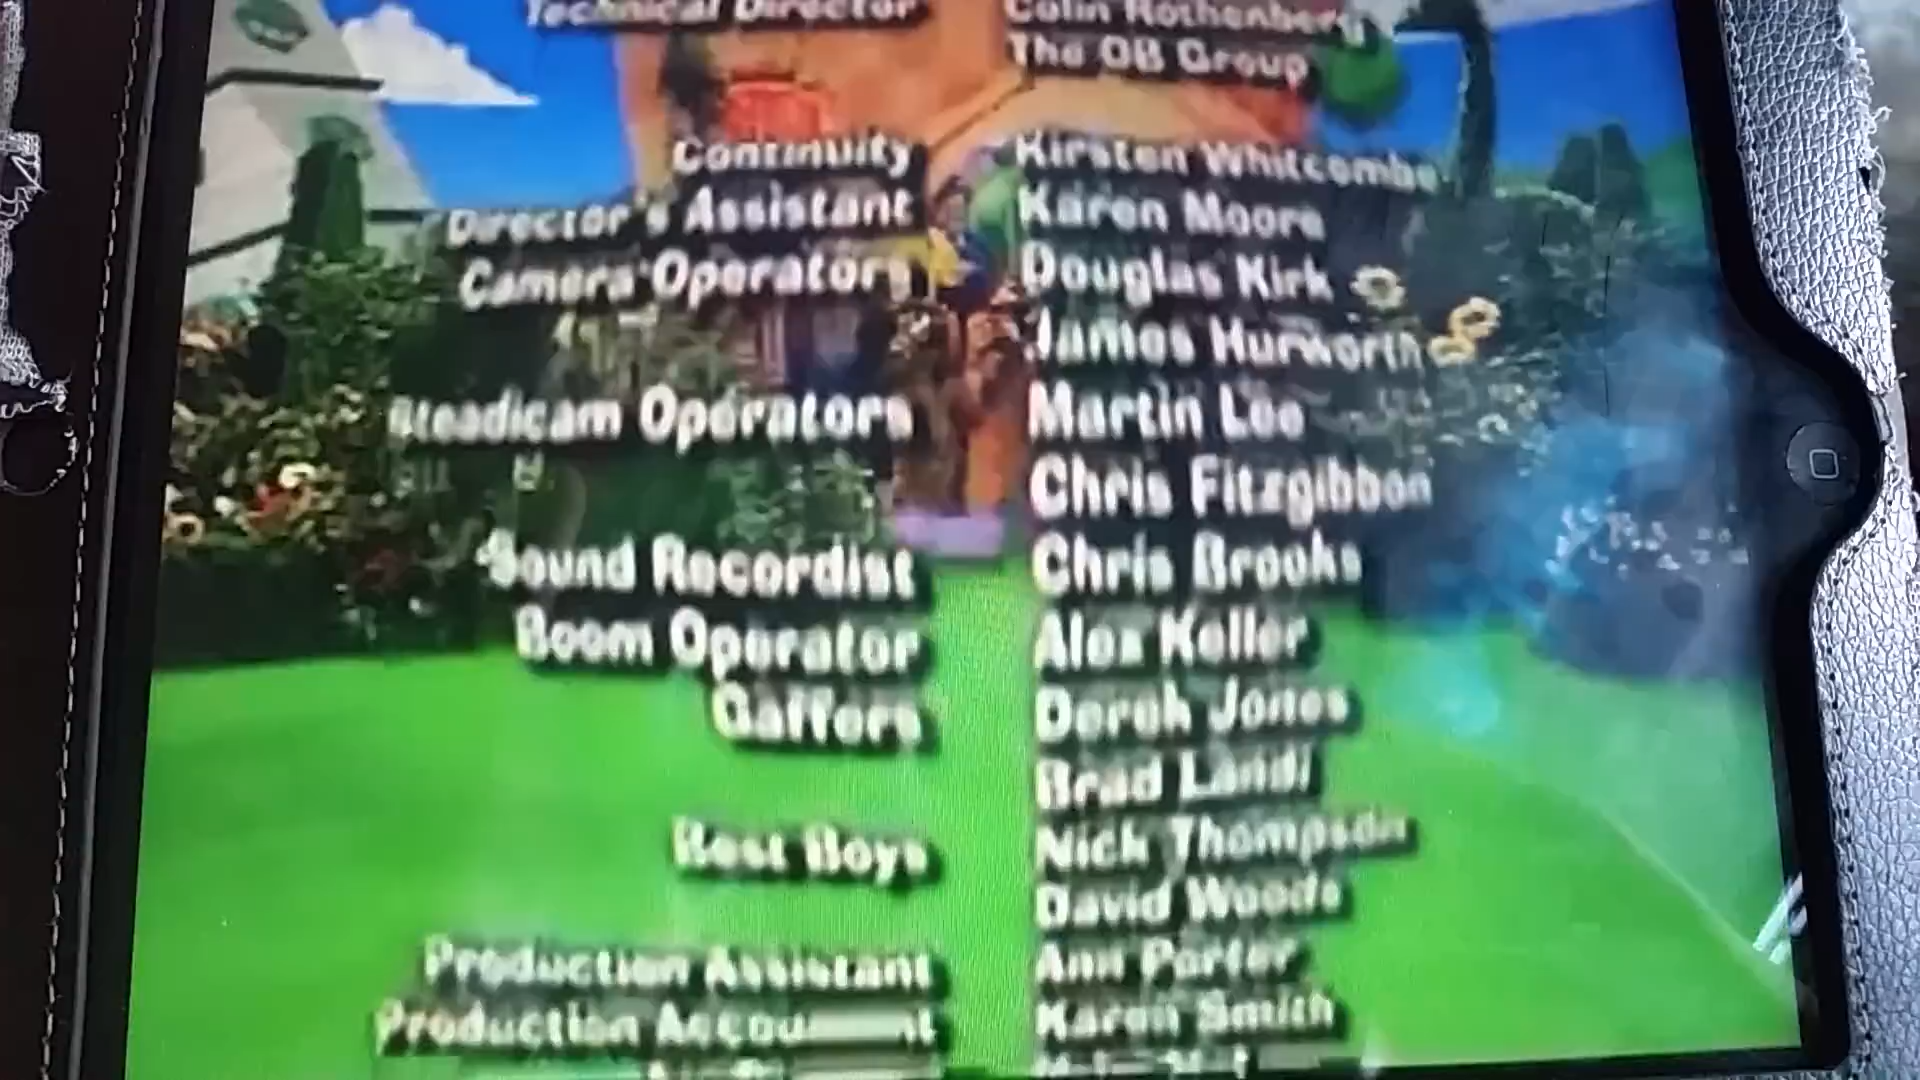 Technical Director Colin Rothenberg
The OB Group
Continuity Kirsten Whitcombe
Director's Assistant Karen Moore
Camera Operators Douglas Kirk
James Hurworth
Steadicam Operators Martin Lee
Chris Fitzgibbon
Sound Recordist Chris Brooks
Boom Operator Alex Keller
Gaffers Derek Jones
Brad Landi
Best Boys Nick Thompson
David Woods
Production Assistant Ann Porter
Production Accountant Karen Smith